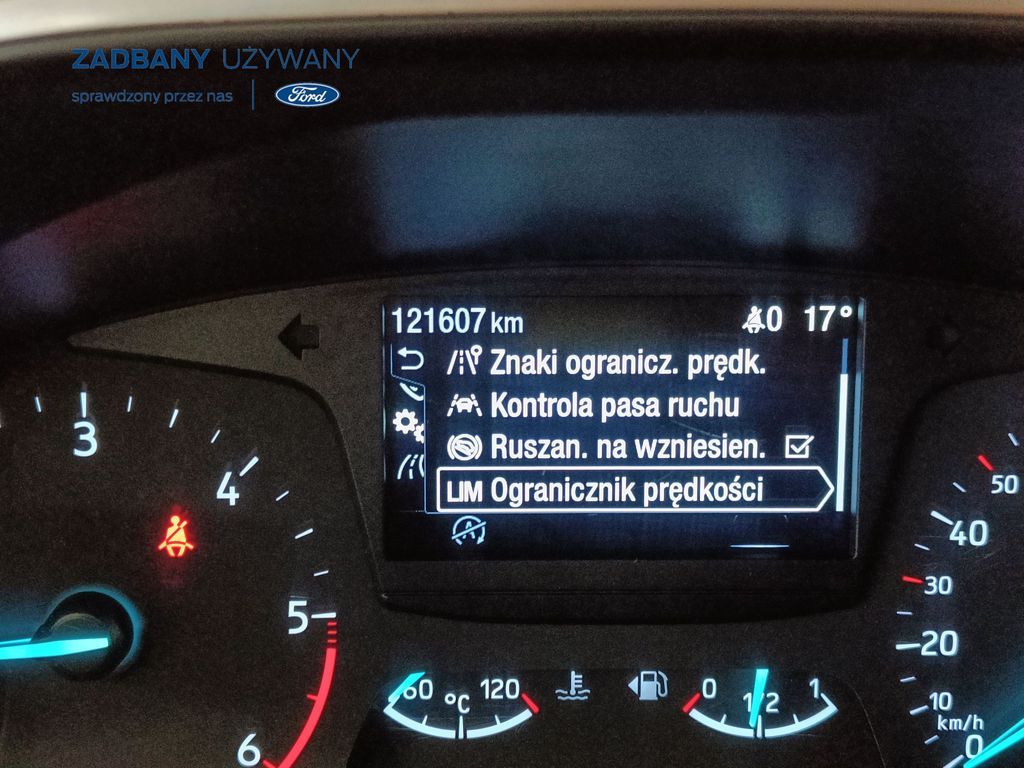 ZADBANY UŻYWANY
sprawdzony przez nas
Ford
121607 km
0 17°
Znaki ogranicz. prędk.
Kontrola pasa ruchu
Ruszan. na wzniesien.
LIM Ogranicznik prędkości
3
4
5
6
60 °C 120
0 1/2 1
50
40
30
20
10
km/h
0